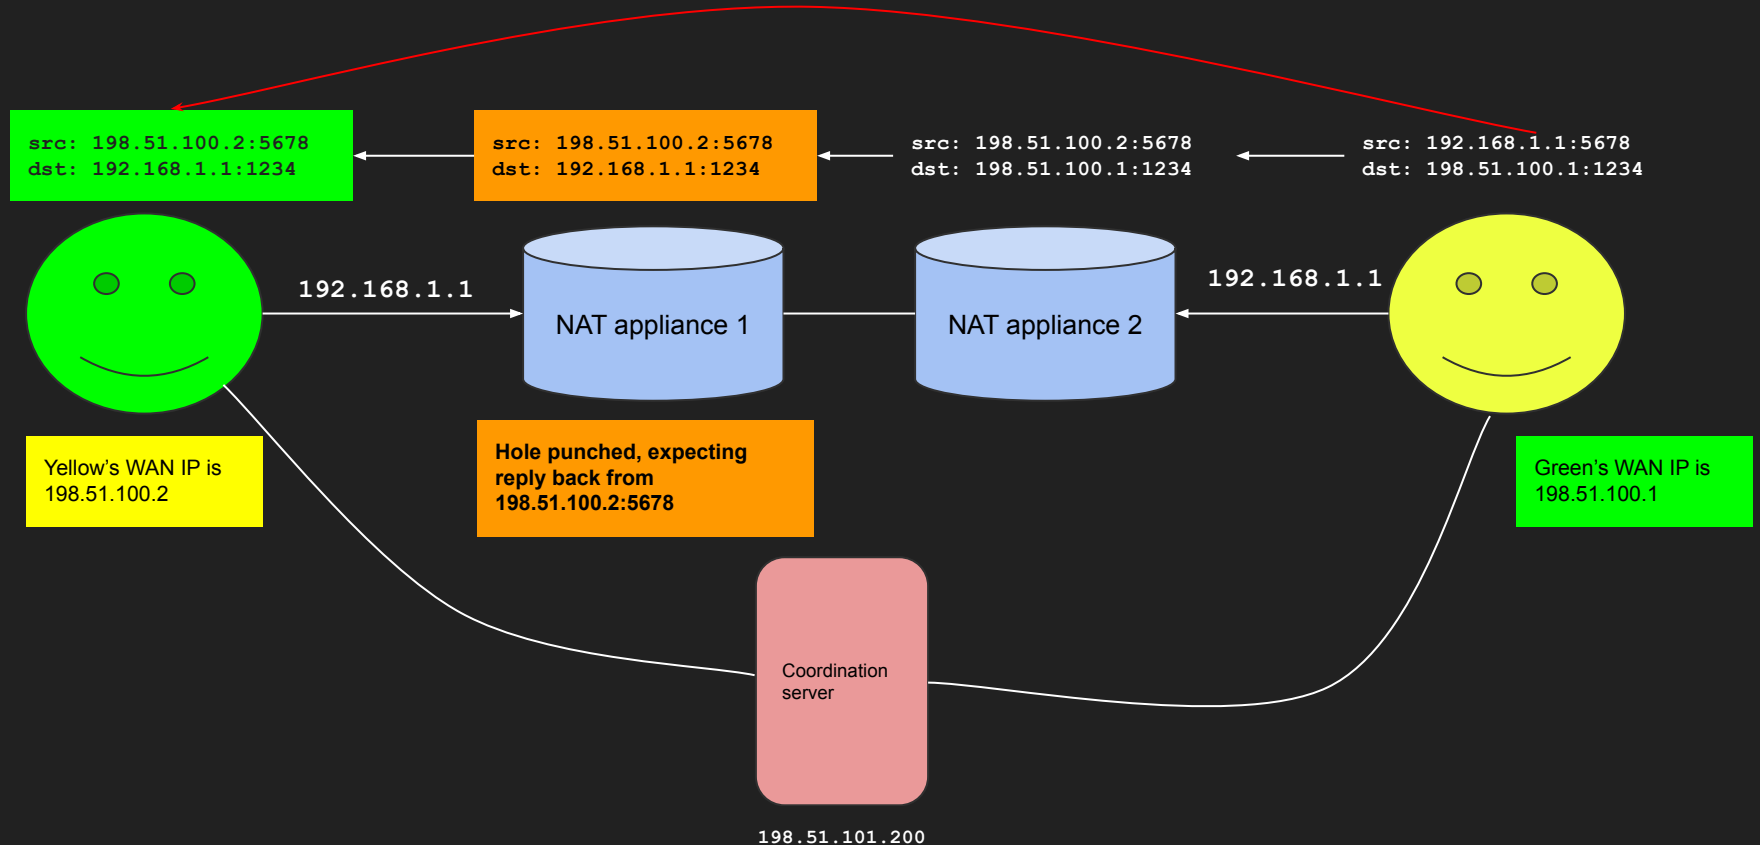 src: 198.51.100.2:5678
dst: 192.168.1.1:1234
src: 198.51.100.2:5678
dst: 192.168.1.1:1234
src: 198.51.100.2:5678
dst: 198.51.100.1:1234
src: 192.168.1.1:5678
dst: 198.51.100.1:1234
192.168.1.1
NAT appliance 1
NAT appliance 2
192.168.1.1
Yellow's WAN IP is
198.51.100.2
Hole punched, expecting
reply back from
198.51.100.2:5678
Green's WAN IP is
198.51.100.1
Coordination
server
198.51.101.200